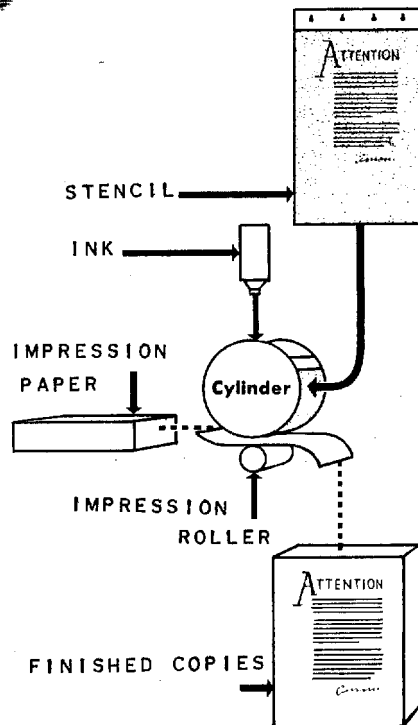 ATTENTION
STENCIL
INK
IMPRESSION
PAPER
Cylinder
IMPRESSION
ROLLER
ATTENTION
FINISHED COPIES